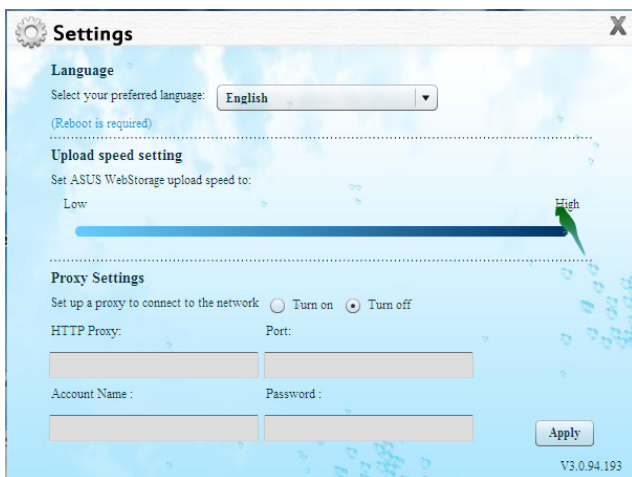 Settings
X
Language
Select your preferred language: English
(Reboot is required)
Upload speed setting
Set ASUS WebStorage upload speed to:
Low High
Proxy Settings
Set up a proxy to connect to the network Turn on Turn off
HTTP Proxy: Port:
Account Name : Password :
Apply
V3.0.94.193